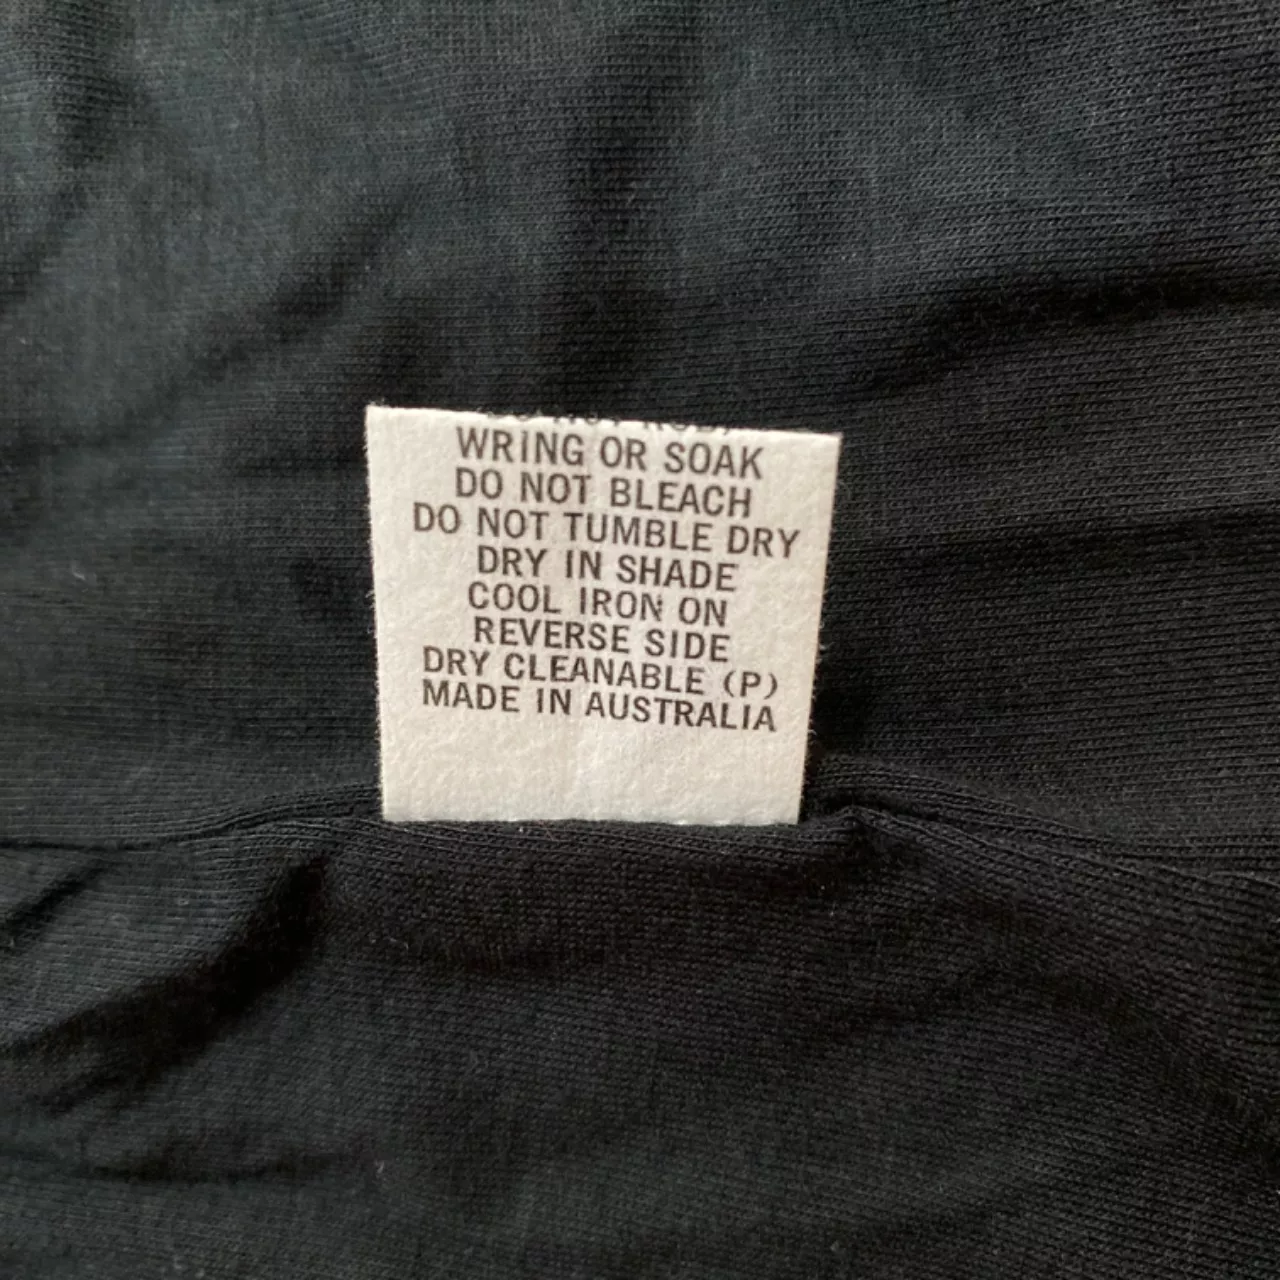 WRING OR SOAK
DO NOT BLEACH
DO NOT TUMBLE DRY
DRY IN SHADE
COOL IRON ON
REVERSE SIDE
DRY CLEANABLE (P)
MADE IN AUSTRALIA